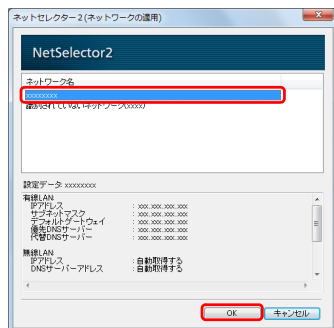 ネットセレクター2(ネットワークの運用)
NetSelector2
ネットワーク名
xxxxxxxx
識別されていないネットワーク(xxxx)
設定データ xxxxxxxx
有線LAN
IPアドレス : xxx.xxx.xxx.xxx
サブネットマスク : xxx.xxx.xxx.xxx
デフォルトゲートウェイ : xxx.xxx.xxx.xxx
優先DNSサーバー : xxx.xxx.xxx.xxx
代替DNSサーバー : xxx.xxx.xxx.xxx
無線LAN
IPアドレス : 自動取得する
DNSサーバーアドレス : 自動取得する
OK キャンセル